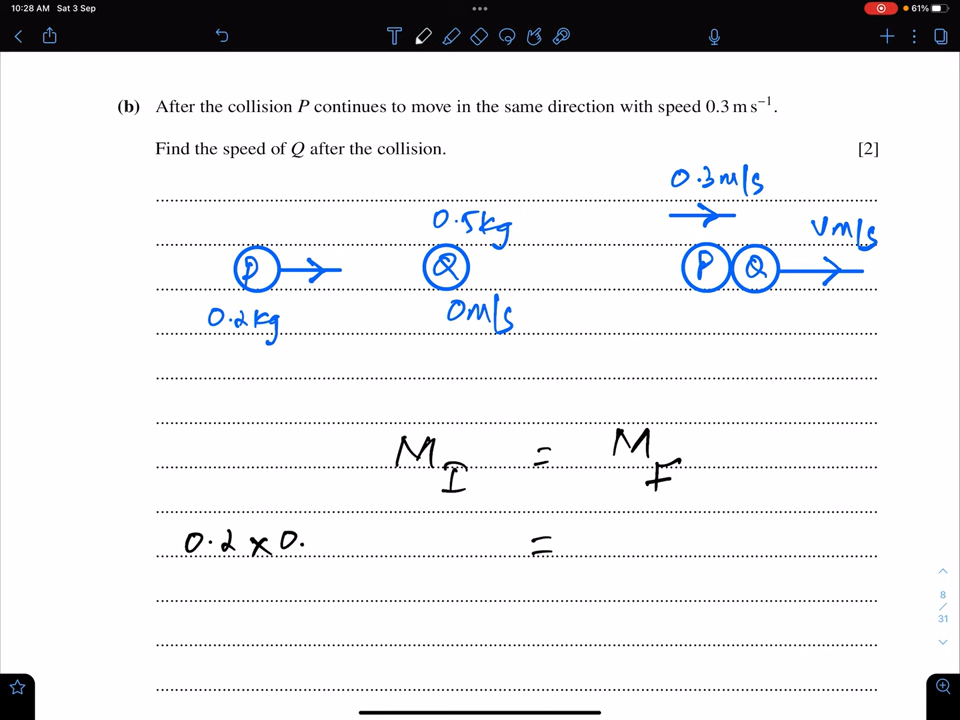 10:28 AM Sat 3 Sep
61%
T
(b) After the collision P continues to move in the same direction with speed 0.3 m s⁻¹.
Find the speed of Q after the collision. [2]
0.3m/s
0.5kg
Vm/s
P Q P Q
0.2kg
0m/s
M_I = M_F
0.2 × 0. =
8
/
31